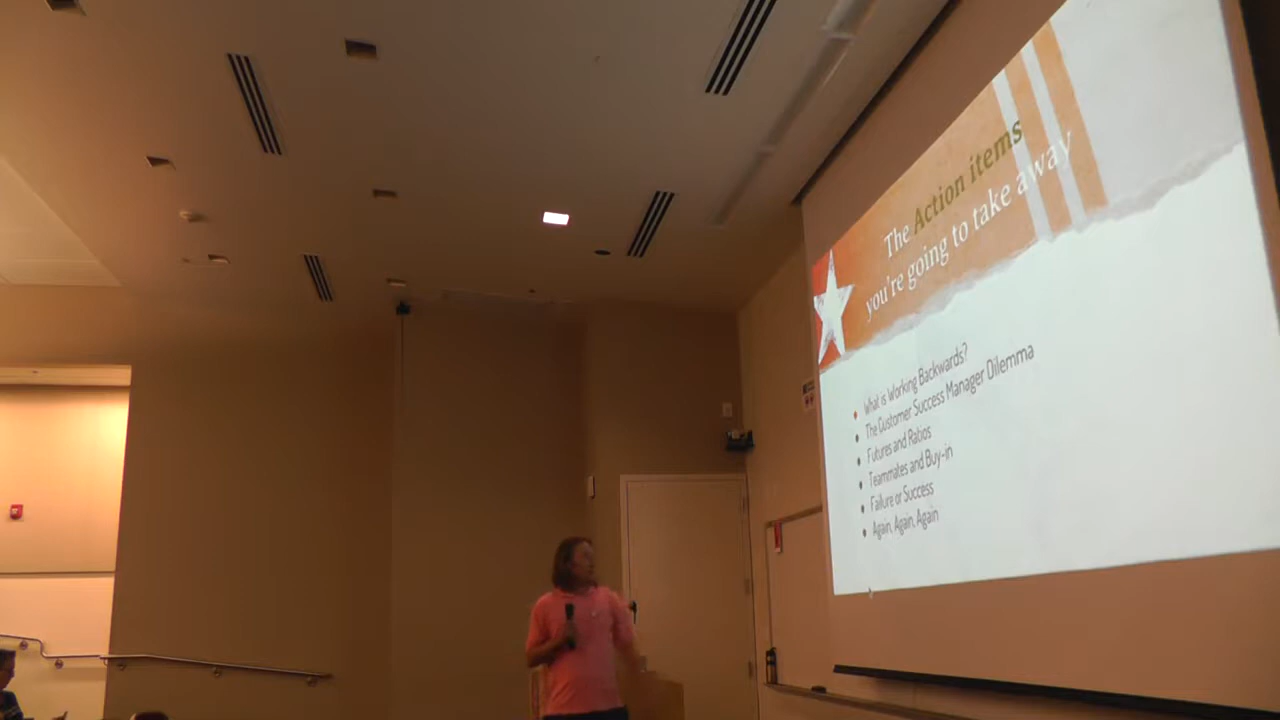 The Action items
you're going to take away
What is Working Backwards?
The Customer Success Manager Dilemma
Futures and Ratios
Teammates and Buy-in
Failure or Success
Again, Again, Again